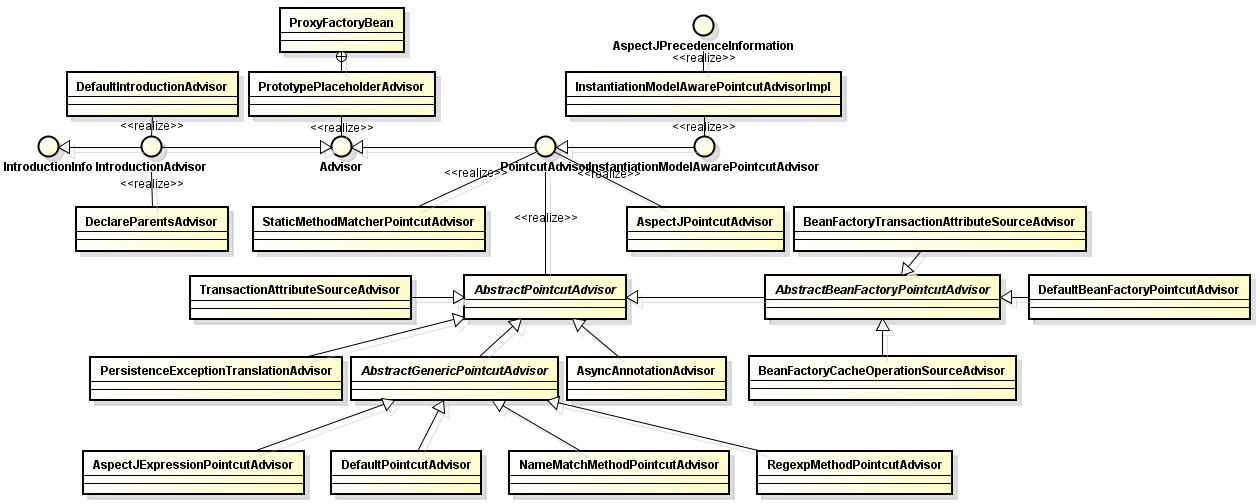 ProxyFactoryBean
AspectJPrecedenceInformation
<<realize>>
DefaultIntroductionAdvisor
PrototypePlaceholderAdvisor
InstantiationModelAwarePointcutAdvisorImpl
<<realize>>
<<realize>>
<<realize>>
IntroductionInfo
IntroductionAdvisor
Advisor
PointcutAdvisor
InstantiationModelAwarePointcutAdvisor
<<realize>>
<<realize>>
<<realize>>
DeclareParentsAdvisor
StaticMethodMatcherPointcutAdvisor
<<realize>>
AspectJPointcutAdvisor
BeanFactoryTransactionAttributeSourceAdvisor
TransactionAttributeSourceAdvisor
AbstractPointcutAdvisor
AbstractBeanFactoryPointcutAdvisor
DefaultBeanFactoryPointcutAdvisor
PersistenceExceptionTranslationAdvisor
AbstractGenericPointcutAdvisor
AsyncAnnotationAdvisor
BeanFactoryCacheOperationSourceAdvisor
AspectJExpressionPointcutAdvisor
DefaultPointcutAdvisor
NameMatchMethodPointcutAdvisor
RegexpMethodPointcutAdvisor